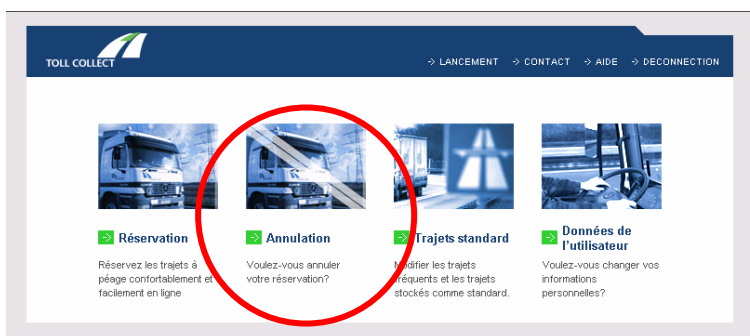 TOLL COLLECT
LANCEMENT CONTACT AIDE DECONNECTION
Réservation
Réservez les trajets à
péage confortablement et
facilement en ligne
Annulation
Voulez-vous annuler
votre réservation?
Trajets standard
Modifier les trajets
fréquents et les trajets
stockés comme standard.
Données de
l'utilisateur
Voulez-vous changer vos
informations
personnelles?